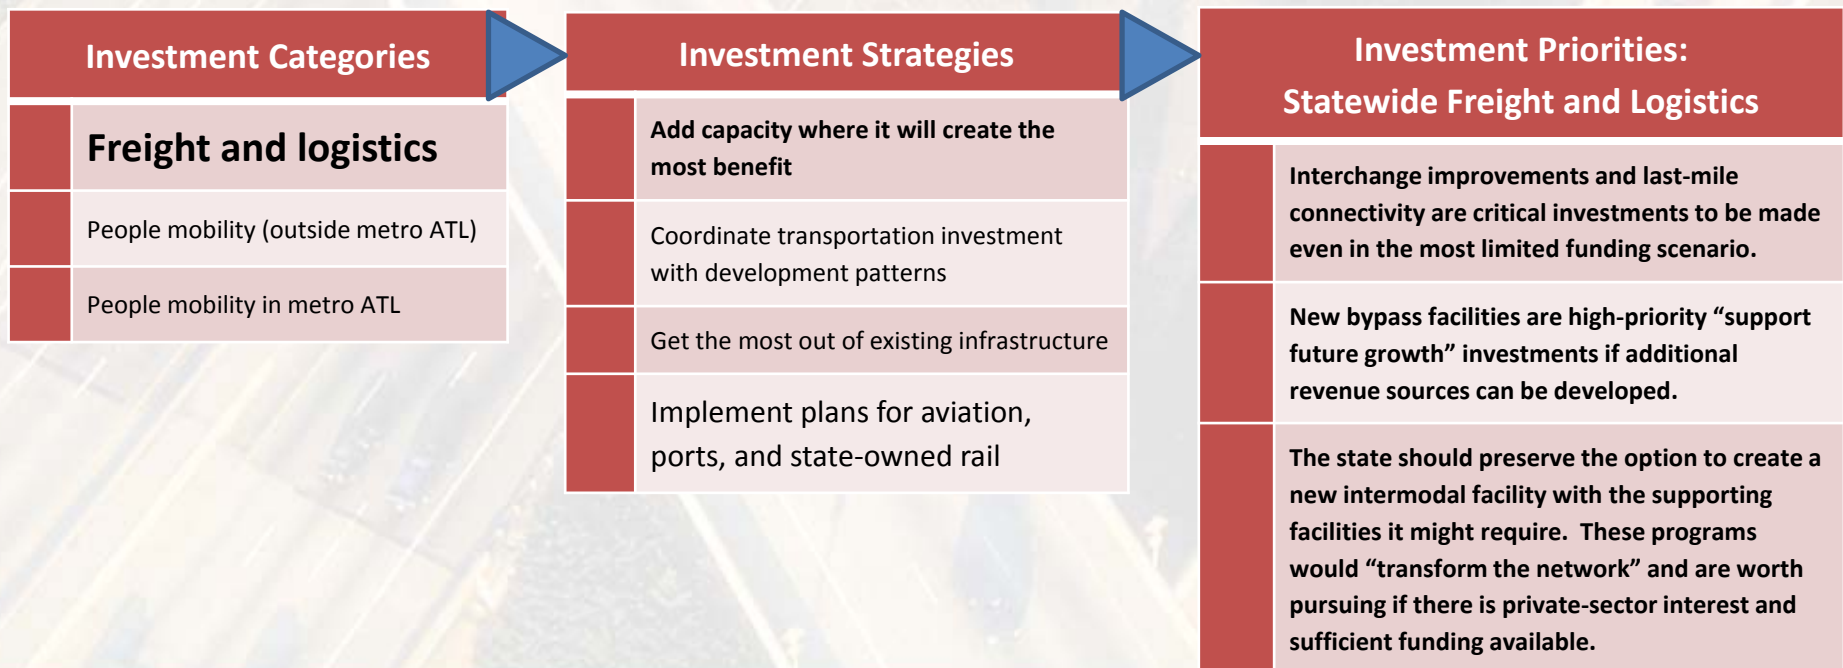 Investment Categories
Freight and logistics
People mobility (outside metro ATL)
People mobility in metro ATL
Investment Strategies
Add capacity where it will create the
most benefit
Coordinate transportation investment
with development patterns
Get the most out of existing infrastructure
Implement plans for aviation,
ports, and state-owned rail
Investment Priorities:
Statewide Freight and Logistics
Interchange improvements and last-mile
connectivity are critical investments to be made
even in the most limited funding scenario.
New bypass facilities are high-priority “support
future growth” investments if additional
revenue sources can be developed.
The state should preserve the option to create a
new intermodal facility with the supporting
facilities it might require.  These programs
would “transform the network” and are worth
pursuing if there is private-sector interest and
sufficient funding available.